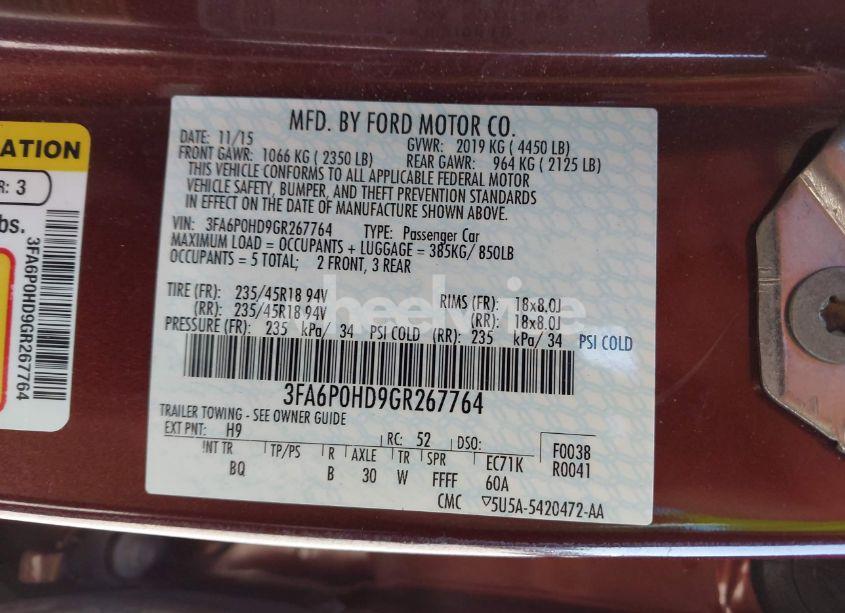 ATION
R: 3
bs.
3FA6P0HD9GR267764
MFD. BY FORD MOTOR CO.
DATE: 11/15 GVWR: 2019 KG ( 4450 LB)
FRONT GAWR: 1066 KG ( 2350 LB) REAR GAWR: 964 KG ( 2125 LB)
THIS VEHICLE CONFORMS TO ALL APPLICABLE FEDERAL MOTOR
VEHICLE SAFETY, BUMPER, AND THEFT PREVENTION STANDARDS
IN EFFECT ON THE DATE OF MANUFACTURE SHOWN ABOVE.
VIN: 3FA6P0HD9GR267764 TYPE: Passenger Car
MAXIMUM LOAD = OCCUPANTS + LUGGAGE = 385KG/ 850LB
OCCUPANTS = 5 TOTAL; 2 FRONT, 3 REAR
TIRE (FR): 235/45R18 94V RIMS (FR): 18x8.0J
(RR): 235/45R18 94V (RR): 18x8.0J
PRESSURE (FR): 235 kPa/ 34 PSI COLD (RR): 235 kPa/ 34 PSI COLD
3FA6P0HD9GR267764
TRAILER TOWING - SEE OWNER GUIDE
EXT PNT: H9 RC: 52 DSO: F0038
INT TR TP/PS R AXLE TR SPR EC71K R0041
BQ B 30 W FFFF 60A
CMC ▽5U5A-5420472-AA